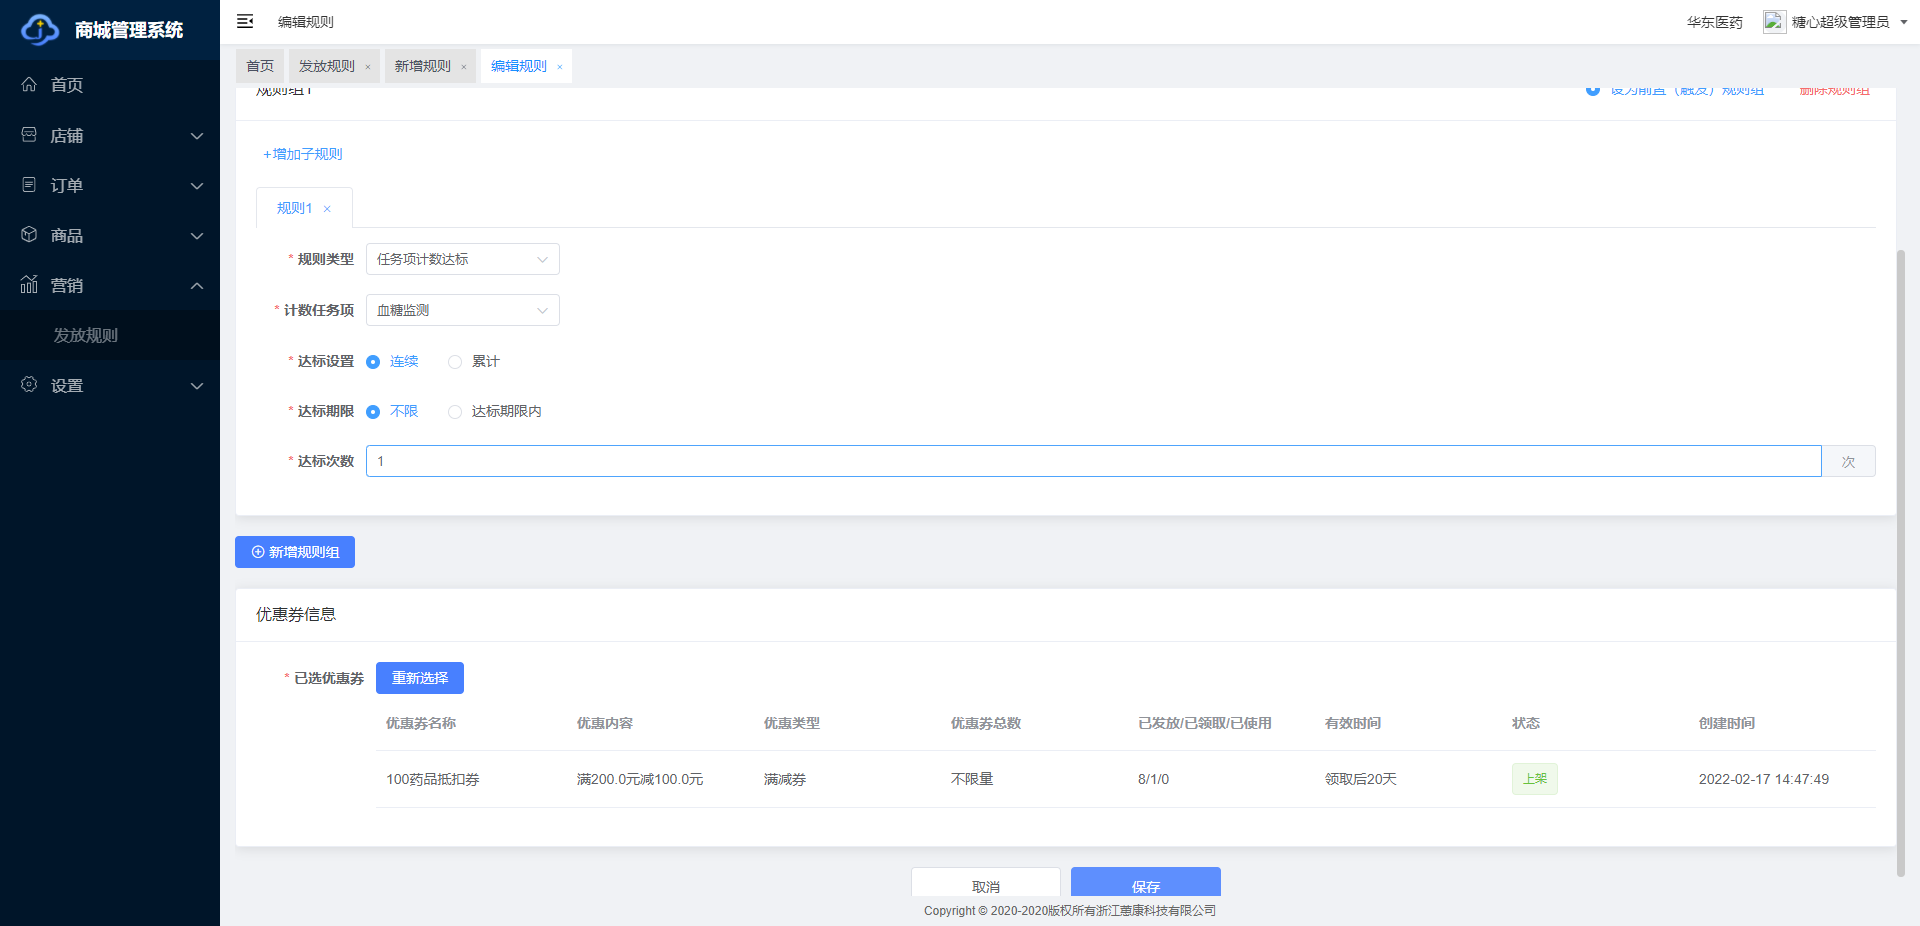 商城管理系统
编辑规则
华东医药
糖心超级管理员
首页
店铺
订单
商品
营销
发放规则
设置
首页
发放规则 ×
新增规则 ×
编辑规则 ×
规则组1
设为前置（触发）规则组
删除规则组
+增加子规则
规则1 ×
* 规则类型 任务项计数达标
* 计数任务项 血糖监测
* 达标设置 连续 累计
* 达标期限 不限 达标期限内
* 达标次数 1 次
新增规则组
优惠券信息
* 已选优惠券 重新选择
优惠券名称 优惠内容 优惠类型 优惠券总数 已发放/已领取/已使用 有效时间 状态 创建时间
100药品抵扣券 满200.0元减100.0元 满减券 不限量 8/1/0 领取后20天 上架 2022-02-17 14:47:49
取消 保存
Copyright © 2020-2020版权所有浙江蕙康科技有限公司